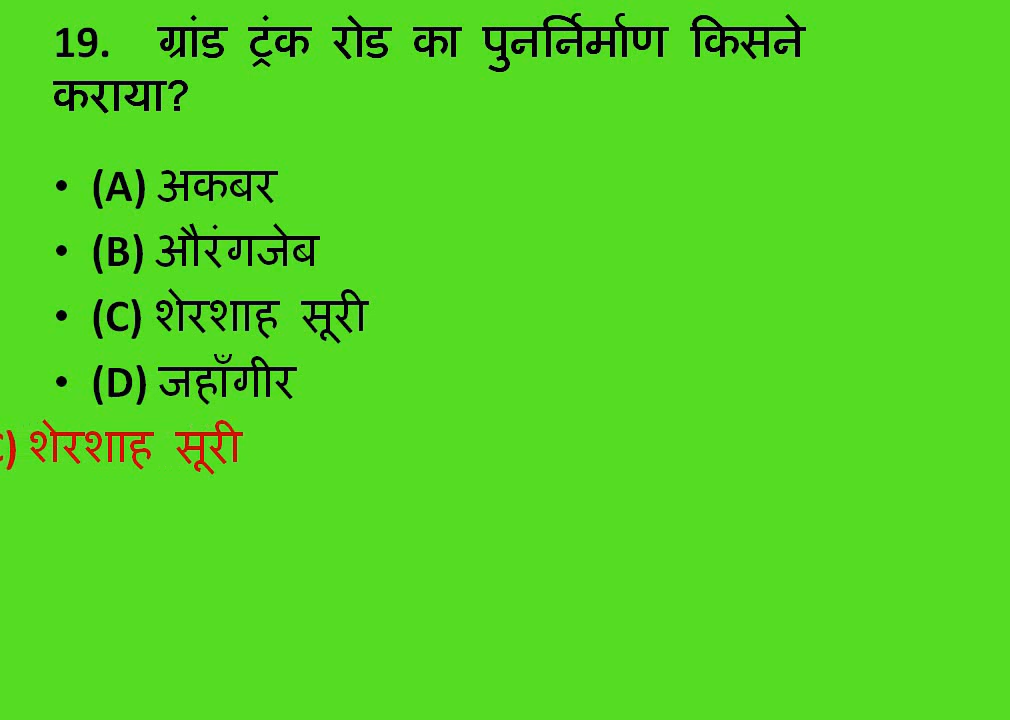 19. ग्रांड ट्रंक रोड का पुनर्निर्माण किसने
कराया?
• (A) अकबर
• (B) औरंगजेब
• (C) शेरशाह सूरी
• (D) जहाँगीर
) शेरशाह सूरी